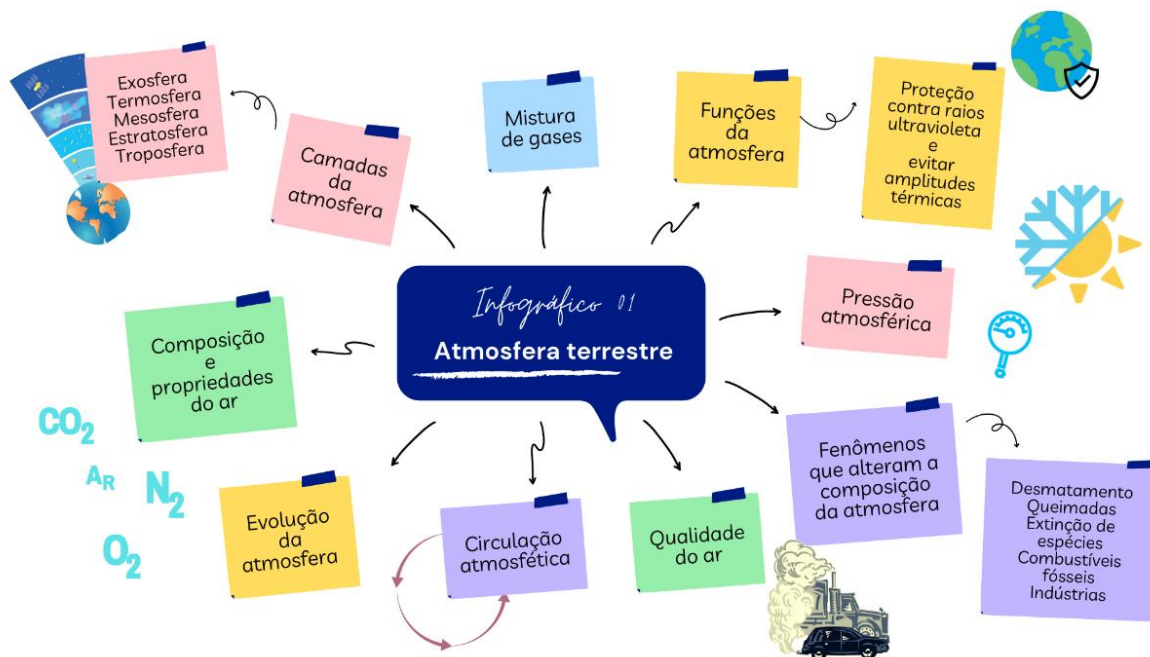 Exosfera
Termosfera
Mesosfera
Estratosfera
Troposfera
Camadas
da
atmosfera
Mistura
de gases
Funções
da
atmosfera
Proteção
contra raios
ultravioleta
e
evitar
amplitudes
térmicas
Infográfico 01
Atmosfera terrestre
Pressão
atmosférica
Composição
e
propriedades
do ar
CO₂
AR
N₂
O₂
Evolução
da
atmosfera
Circulação
atmosfética
Qualidade
do ar
Fenômenos
que alteram a
composição
da atmosfera
Desmatamento
Queimadas
Extinção de
espécies
Combustíveis
fósseis
Indústrias